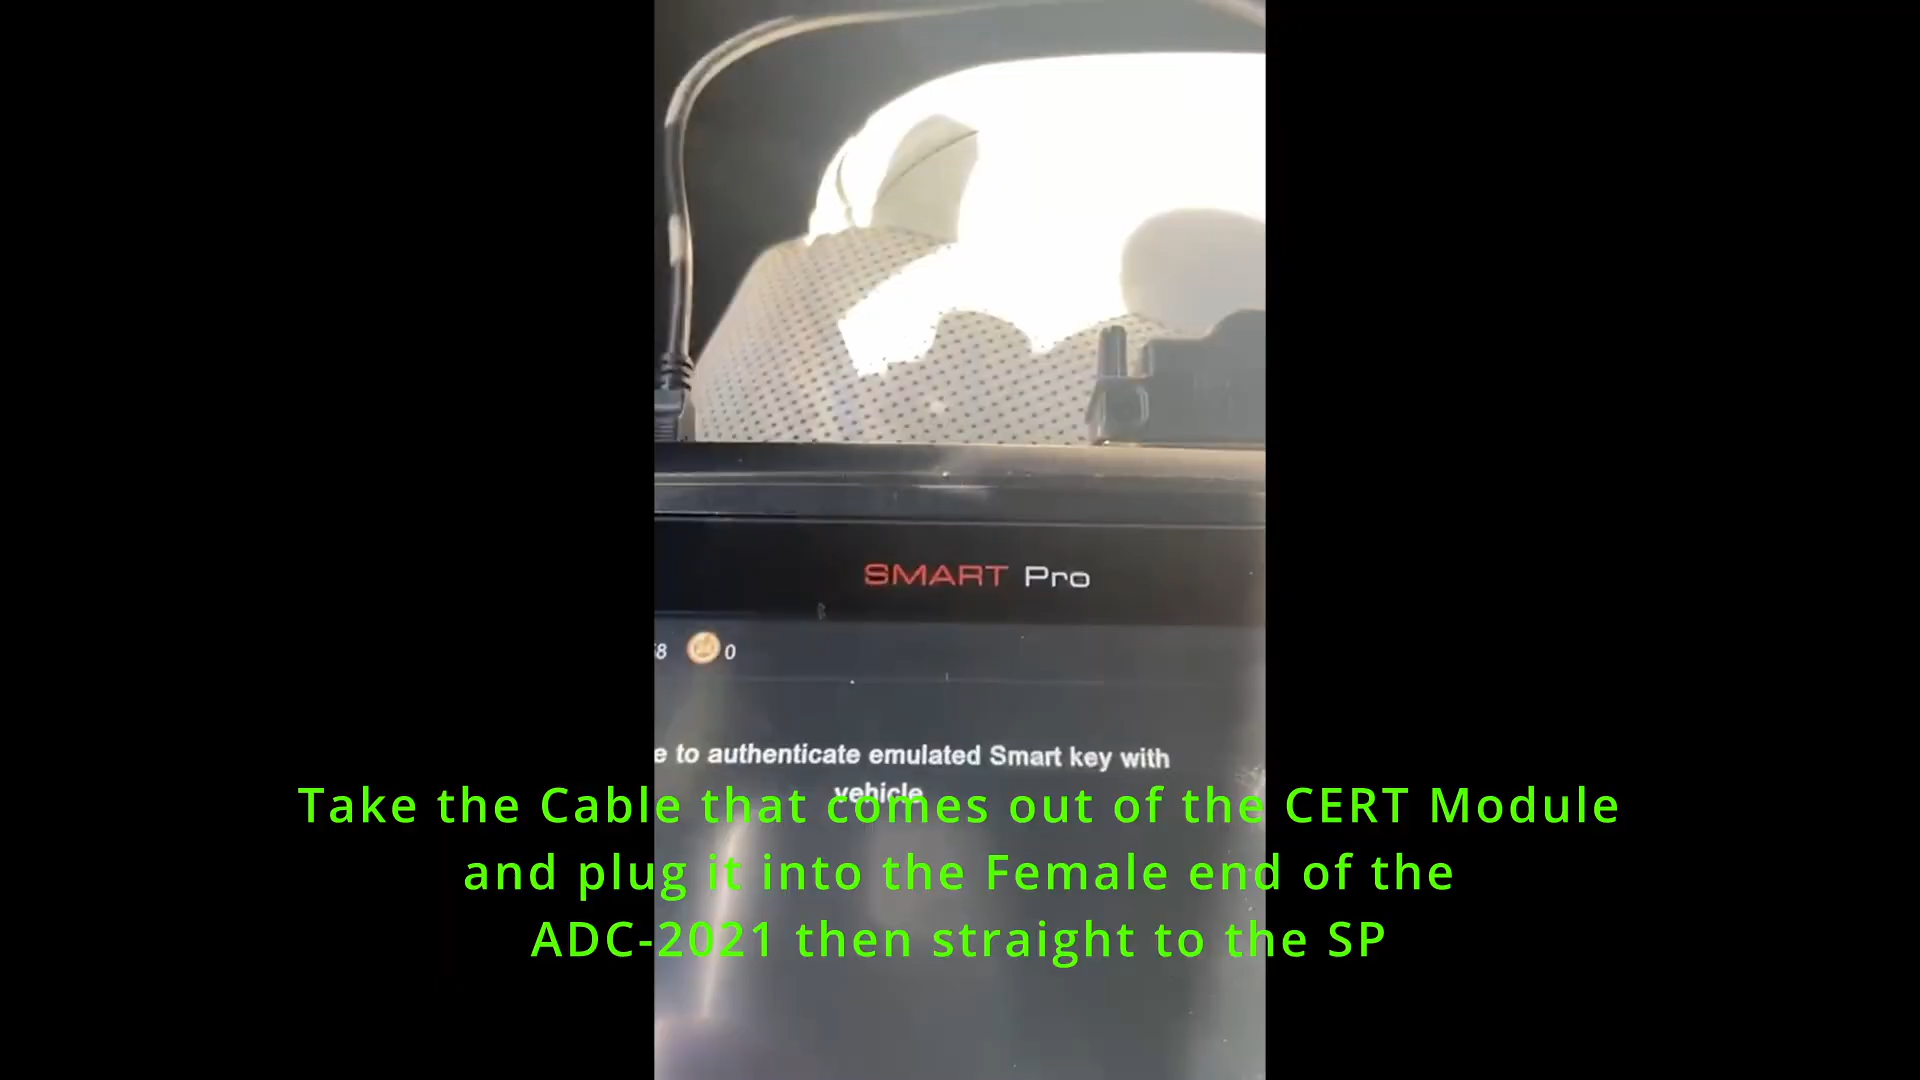 SMART Pro
0
to authenticate emulated Smart key with
vehicle
Take the Cable that comes out of the CERT Module
and plug it into the Female end of the
ADC-2021 then straight to the SP